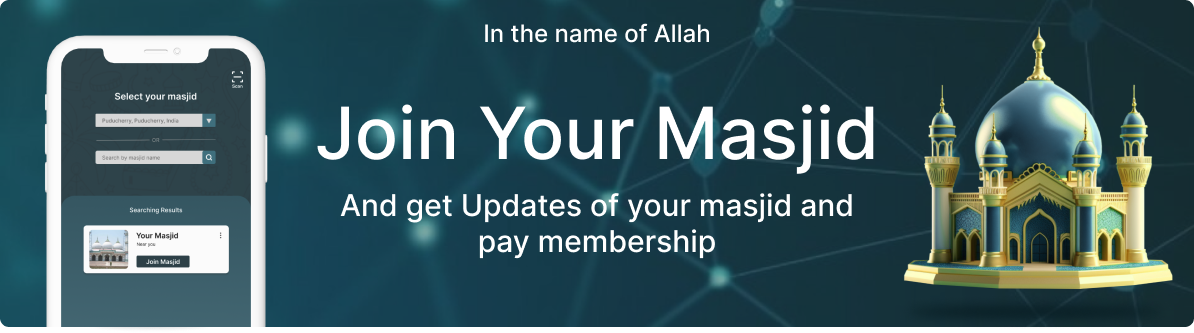 In the name of Allah
Join Your Masjid
And get Updates of your masjid and
pay membership
Scan
Select your masjid
Puducherry, Puducherry, India
OR
Search by masjid name
Searching Results
Your Masjid
Near you
Join Masjid